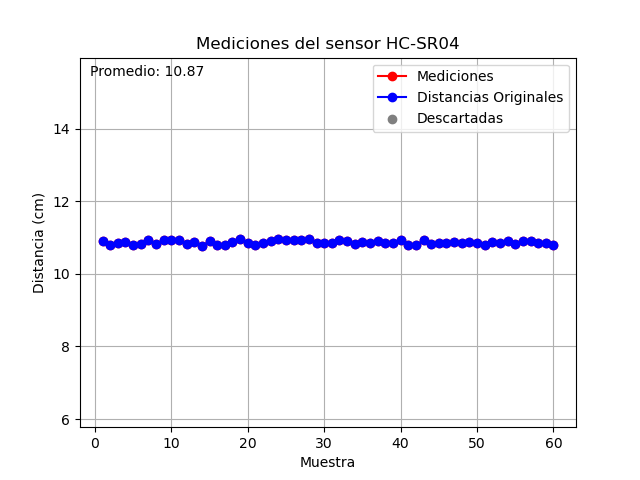 Mediciones del sensor HC-SR04
Promedio: 10.87
Mediciones
Distancias Originales
Descartadas
14
12
10
8
6
Distancia (cm)
0 10 20 30 40 50 60
Muestra